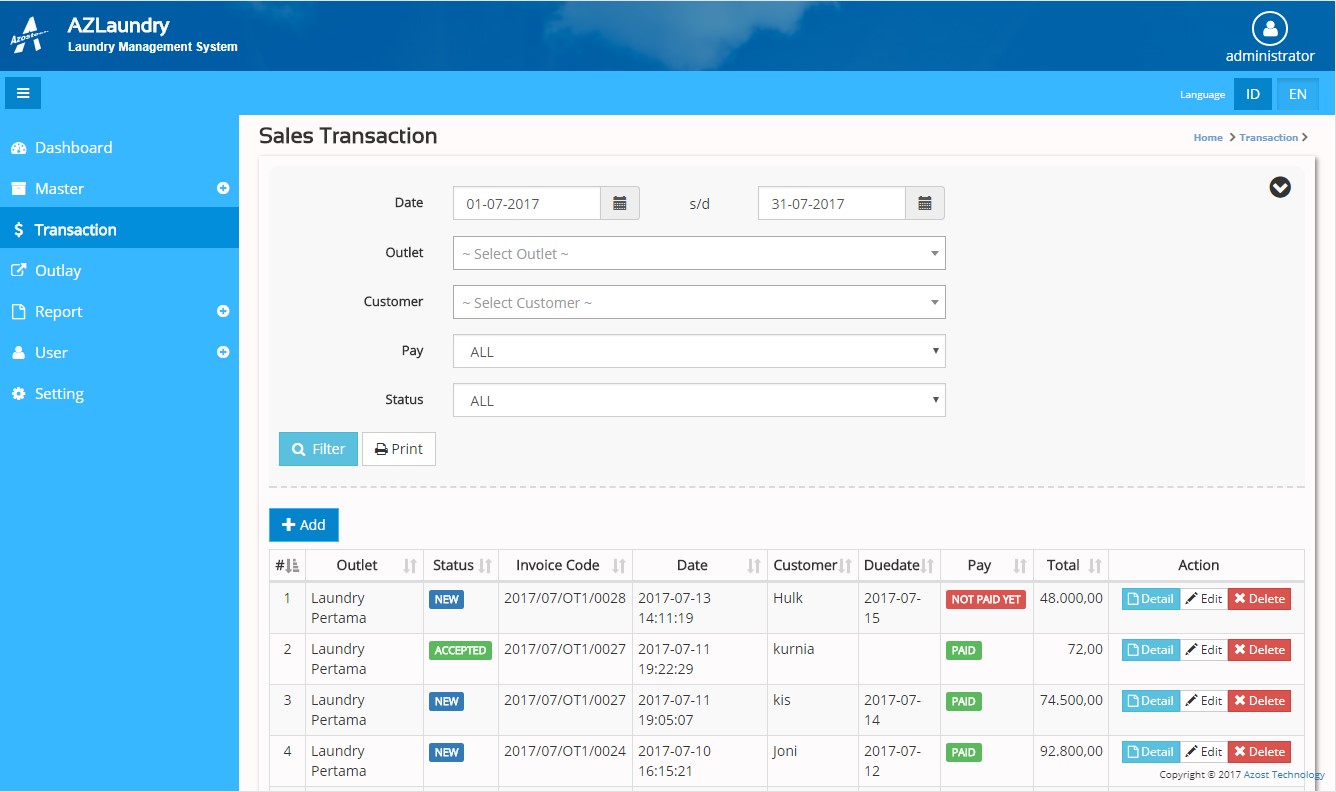 AZLaundry
Azost
Laundry Management System
administrator
Language ID EN
Dashboard
Master
Transaction
Outlay
Report
User
Setting
Sales Transaction
Home Transaction
Date 01-07-2017 s/d 31-07-2017
Outlet ~ Select Outlet ~
Customer ~ Select Customer ~
Pay ALL
Status ALL
Filter Print
Add
# Outlet Status Invoice Code Date Customer Duedate Pay Total Action
1 Laundry NEW 2017/07/OT1/0028 2017-07-13 Hulk 2017-07- NOT PAID YET 48.000,00 Detail Edit Delete
Pertama 14:11:19 15
2 Laundry ACCEPTED 2017/07/OT1/0027 2017-07-11 kurnia PAID 72,00 Detail Edit Delete
Pertama 19:22:29
3 Laundry NEW 2017/07/OT1/0027 2017-07-11 kis 2017-07- PAID 74.500,00 Detail Edit Delete
Pertama 19:05:07 14
4 Laundry NEW 2017/07/OT1/0024 2017-07-10 Joni 2017-07- PAID 92.800,00 Detail Edit Delete
Pertama 16:15:21 12
Copyright © 2017 Azost Technology